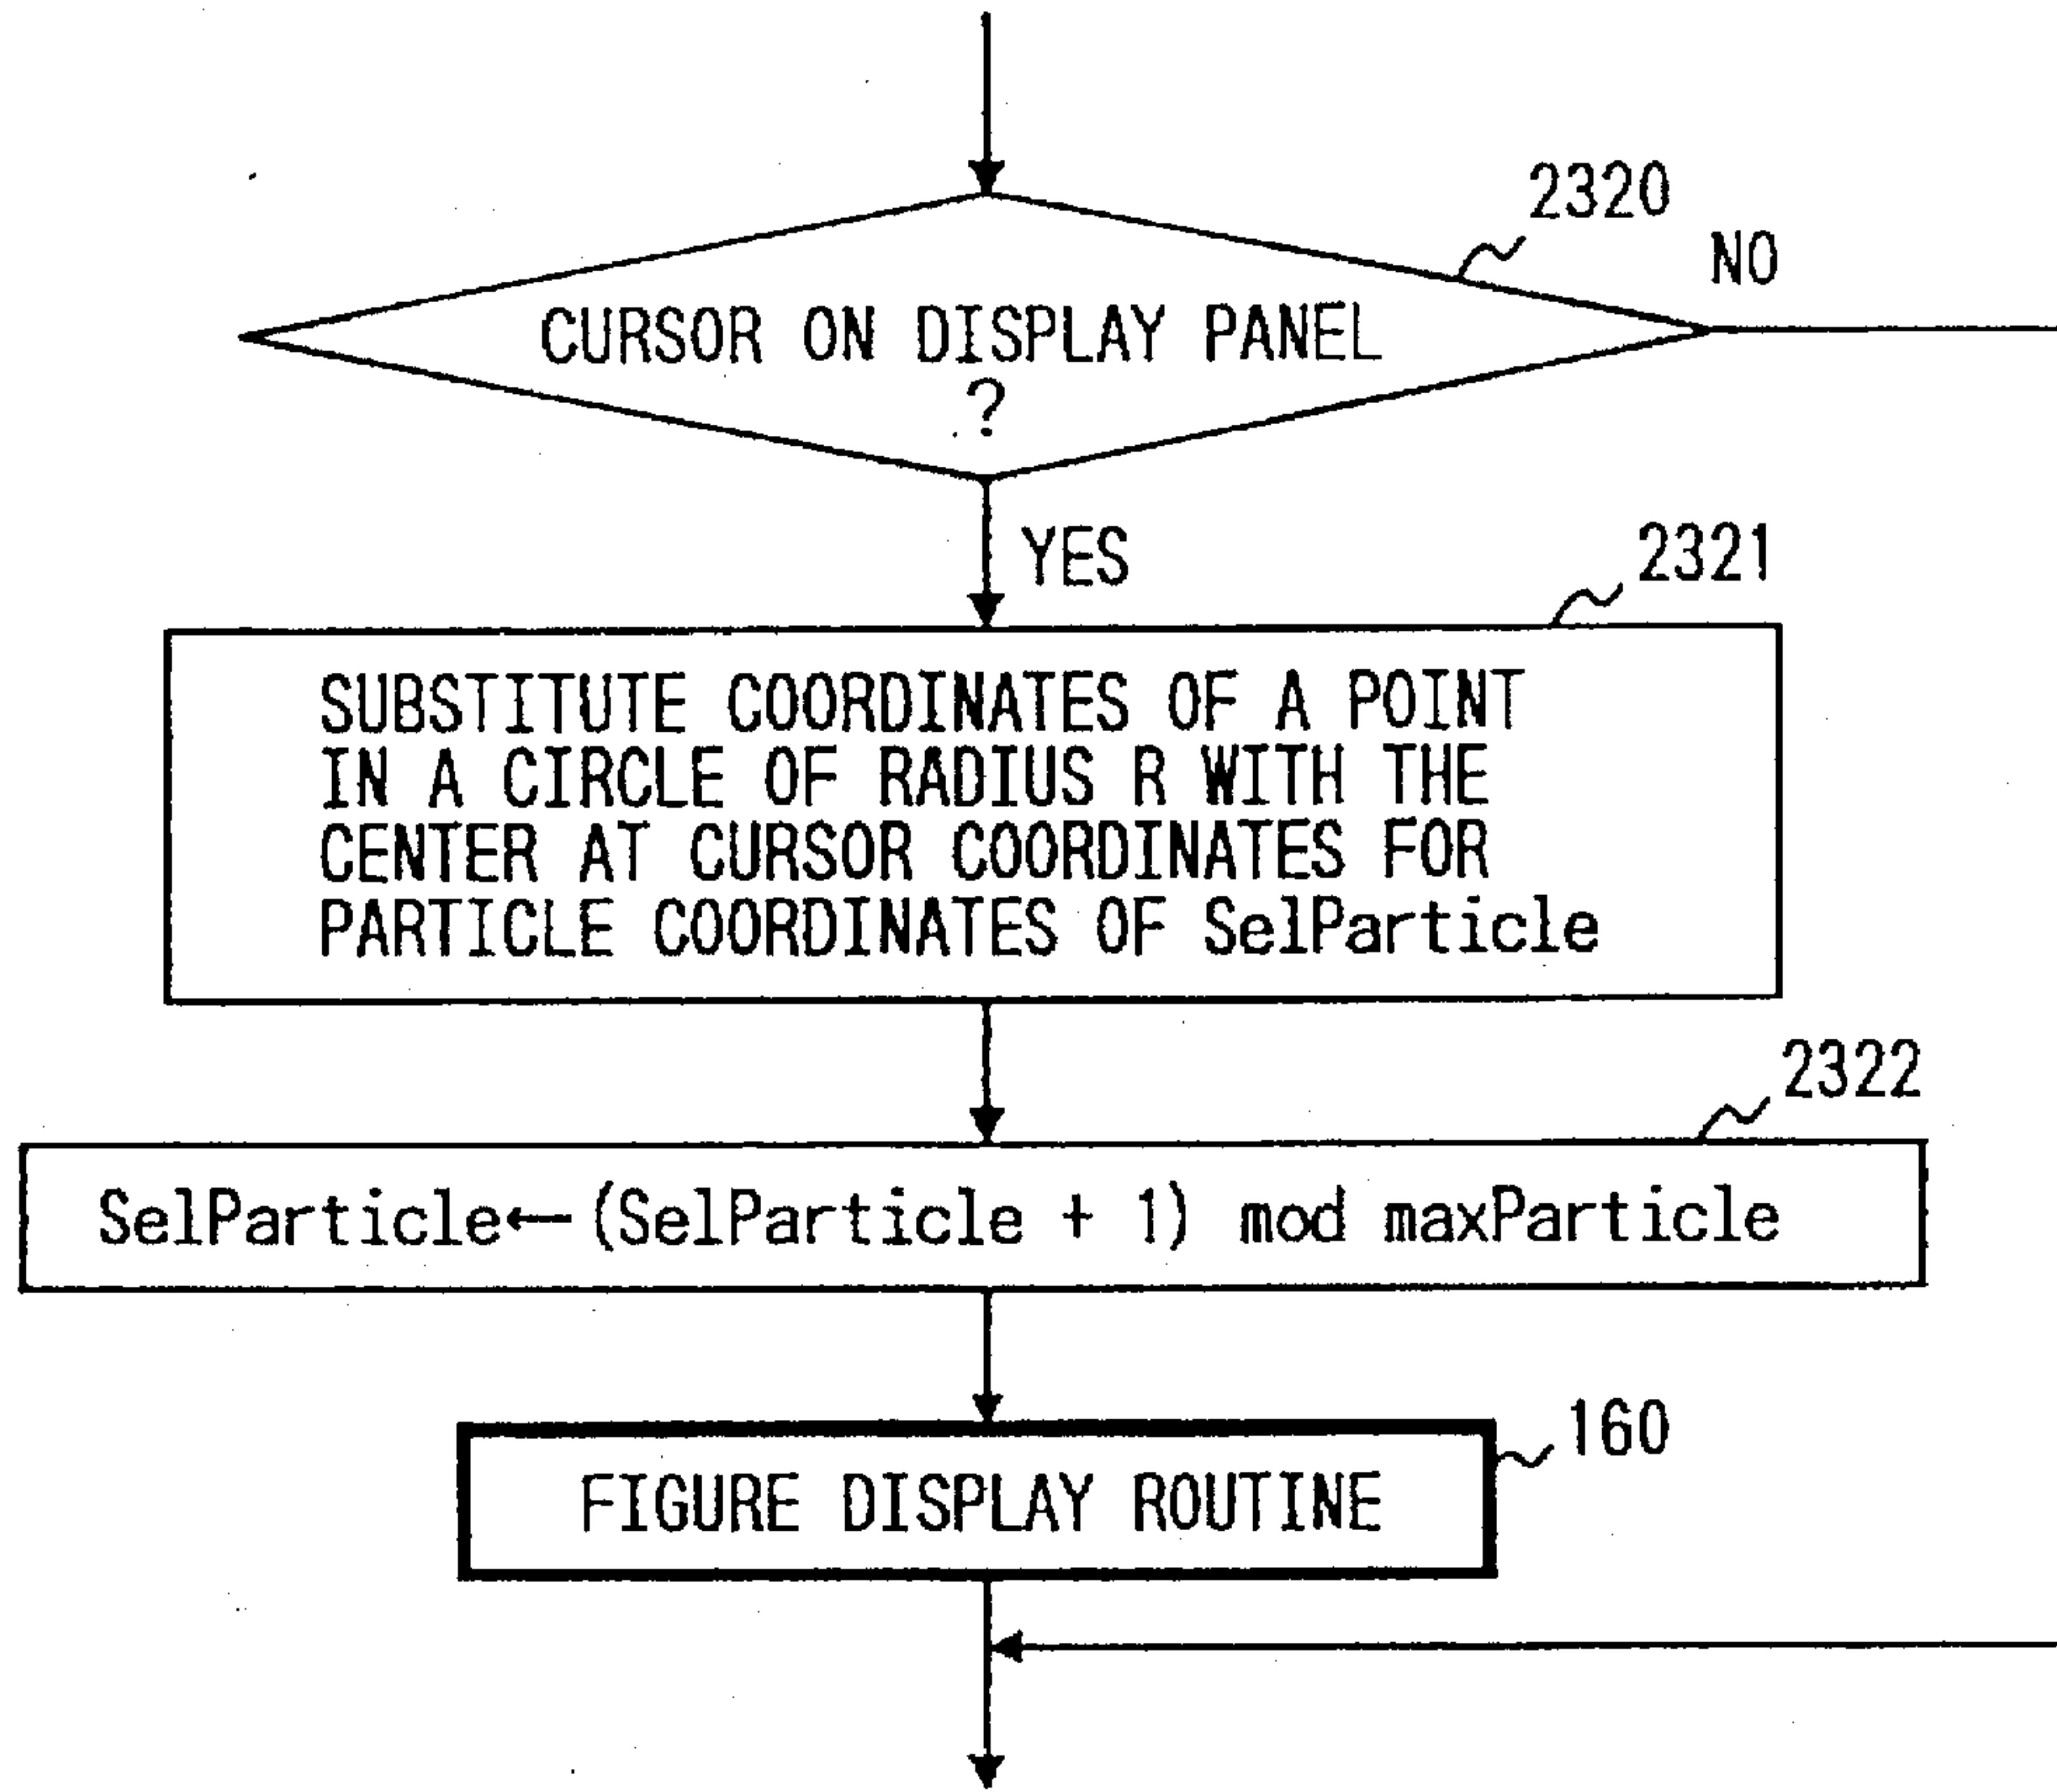 2320
NO
CURSOR ON DISPLAY PANEL
?
YES
2321
SUBSTITUTE COORDINATES OF A POINT
IN A CIRCLE OF RADIUS R WITH THE
CENTER AT CURSOR COORDINATES FOR
PARTICLE COORDINATES OF SelParticle
2322
SelParticle←(SelParticle + 1) mod maxParticle
160
FIGURE DISPLAY ROUTINE